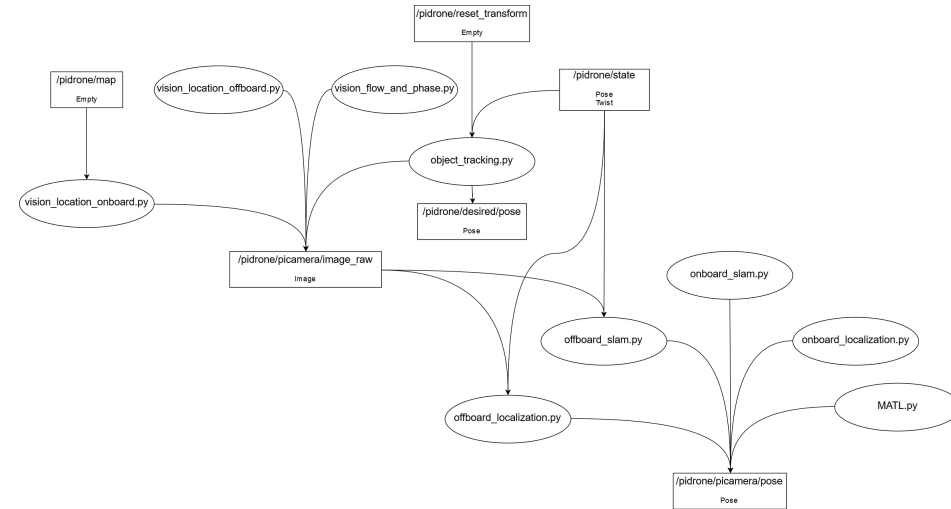 /pidrone/reset_transform
Empty
/pidrone/map
Empty
vision_location_offboard.py
vision_flow_and_phase.py
/pidrone/state
Pose
Twist
object_tracking.py
vision_location_onboard.py
/pidrone/desired/pose
Pose
/pidrone/picamera/image_raw
Image
onboard_slam.py
offboard_slam.py
onboard_localization.py
offboard_localization.py
MATL.py
/pidrone/picamera/pose
Pose